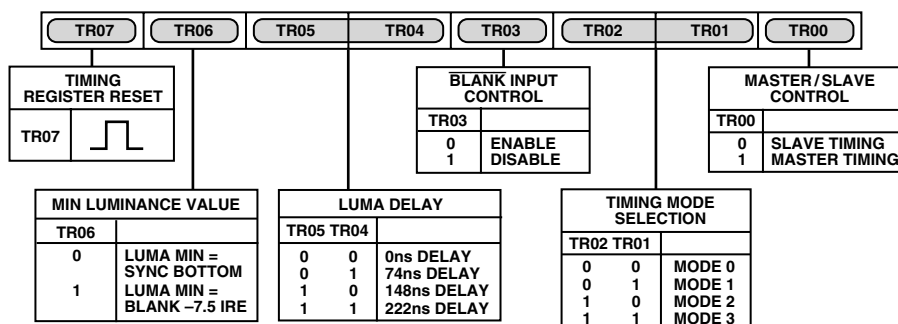 TR07 TR06 TR05 TR04 TR03 TR02 TR01 TR00
TIMING
REGISTER RESET
TR07
BLANK INPUT
CONTROL
TR03
0 ENABLE
1 DISABLE
MASTER/SLAVE
CONTROL
TR00
0 SLAVE TIMING
1 MASTER TIMING
MIN LUMINANCE VALUE
TR06
0 LUMA MIN =
SYNC BOTTOM
1 LUMA MIN =
BLANK –7.5 IRE
LUMA DELAY
TR05 TR04
0 0 0ns DELAY
0 1 74ns DELAY
1 0 148ns DELAY
1 1 222ns DELAY
TIMING MODE
SELECTION
TR02 TR01
0 0 MODE 0
0 1 MODE 1
1 0 MODE 2
1 1 MODE 3